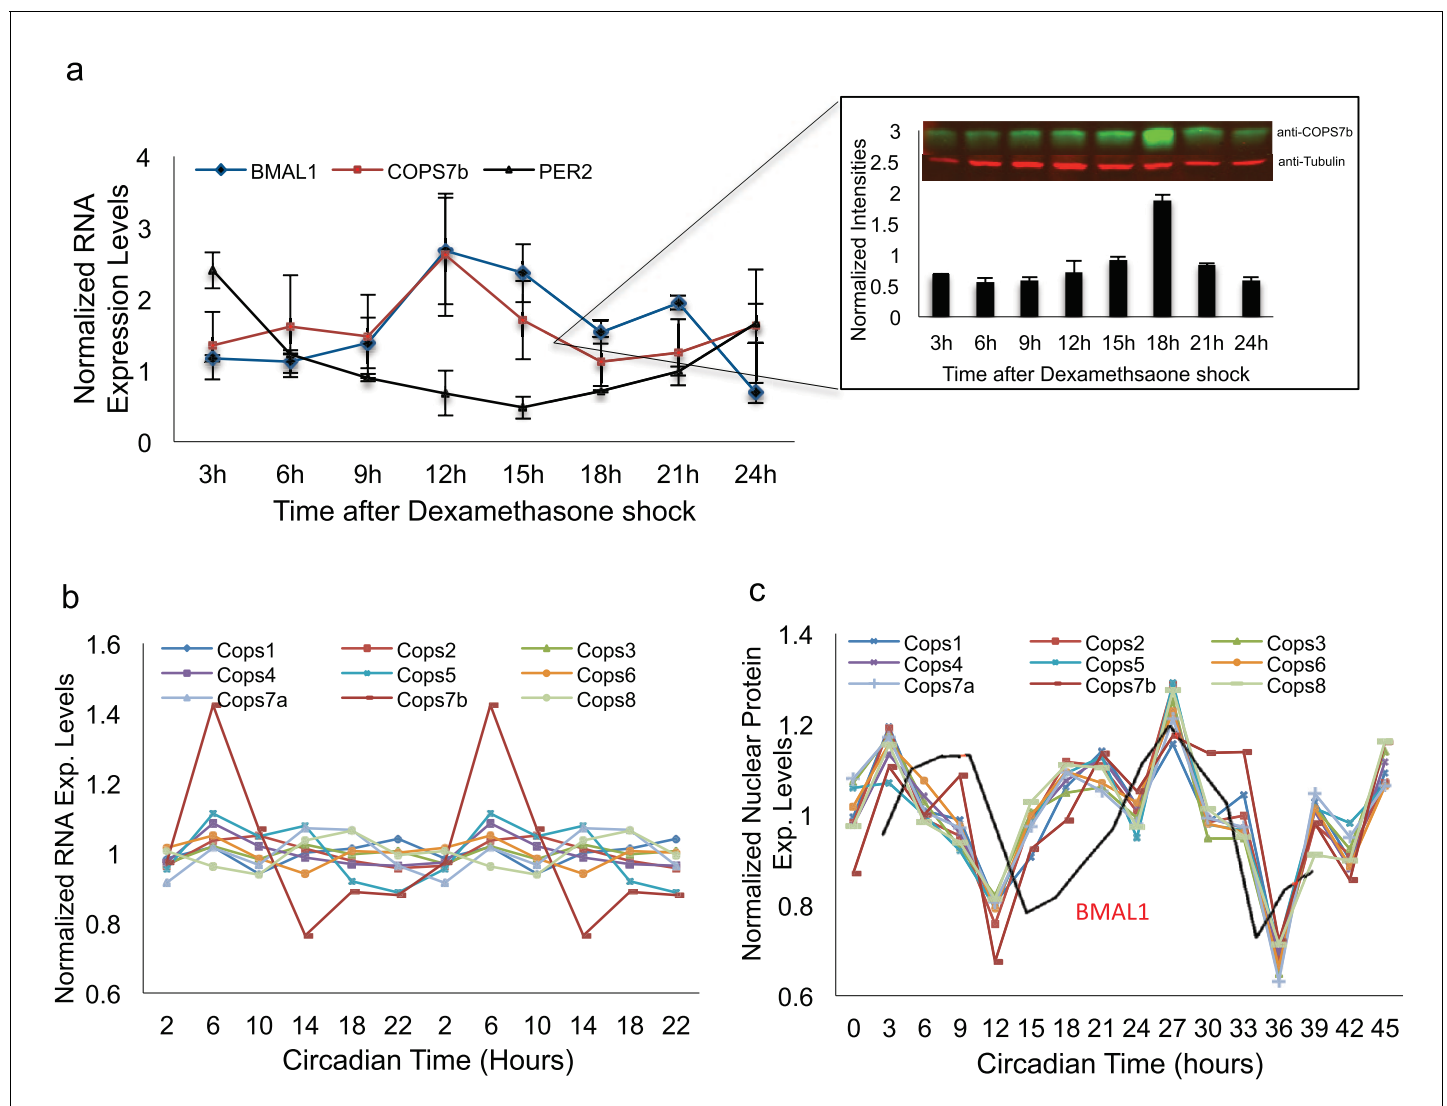 a
4
3
2
1
0
Normalized RNA
Expression Levels
BMAL1 COPS7b PER2
3h 6h 9h 12h 15h 18h 21h 24h
Time after Dexamethasone shock
3
2.5
2
1.5
1
0.5
0
Normalized Intensities
anti-COPS7b
anti-Tubulin
3h 6h 9h 12h 15h 18h 21h 24h
Time after Dexamethsaone shock
b
1.6
1.4
1.2
1
0.8
0.6
Normalized RNA Exp. Levels
Cops1 Cops2 Cops3
Cops4 Cops5 Cops6
Cops7a Cops7b Cops8
2 6 10 14 18 22 2 6 10 14 18 22
Circadian Time (Hours)
c
1.4
1.2
1
0.8
0.6
Normalized Nuclear Protein
Exp. Levels
Cops1 Cops2 Cops3
Cops4 Cops5 Cops6
Cops7a Cops7b Cops8
BMAL1
0 3 6 9 12 15 18 21 24 27 30 33 36 39 42 45
Circadian Time (hours)